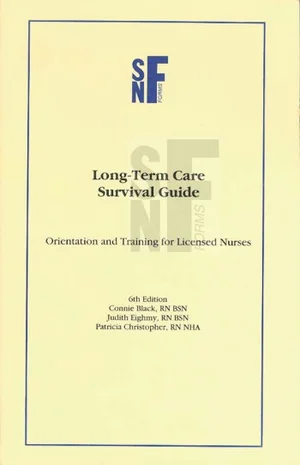 SNF
FORMS
Long-Term Care
Survival Guide
SNF
FORMS
Orientation and Training for Licensed Nurses
6th Edition
Connie Black, RN BSN
Judith Eighmy, RN BSN
Patricia Christopher, RN NHA